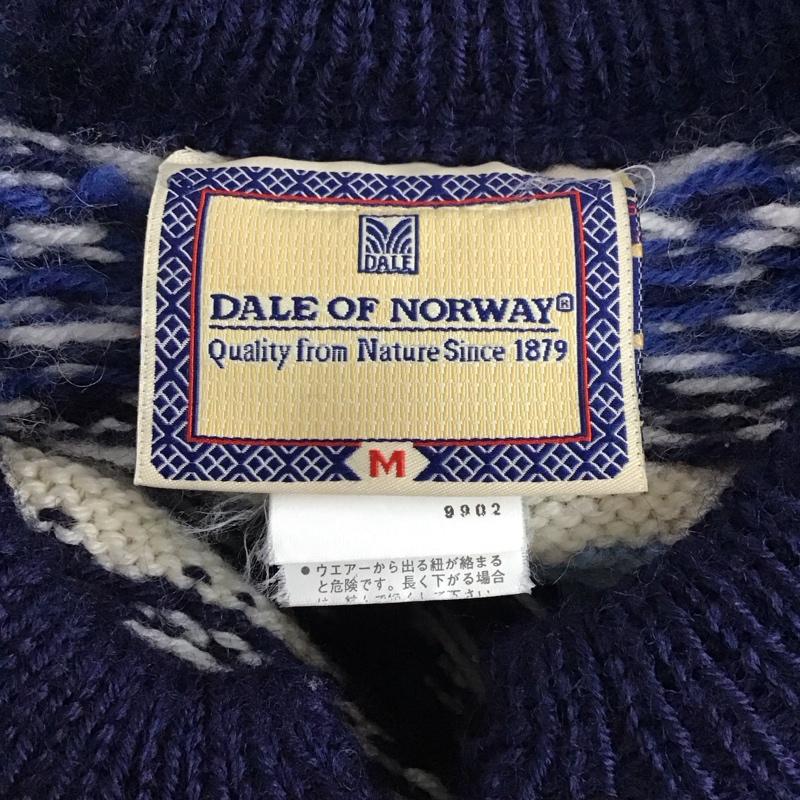 DALE
DALE OF NORWAY®
Quality from Nature Since 1879
M
9902
●ウエアーから出る紐が絡まる
と危険です。長く下がる場合